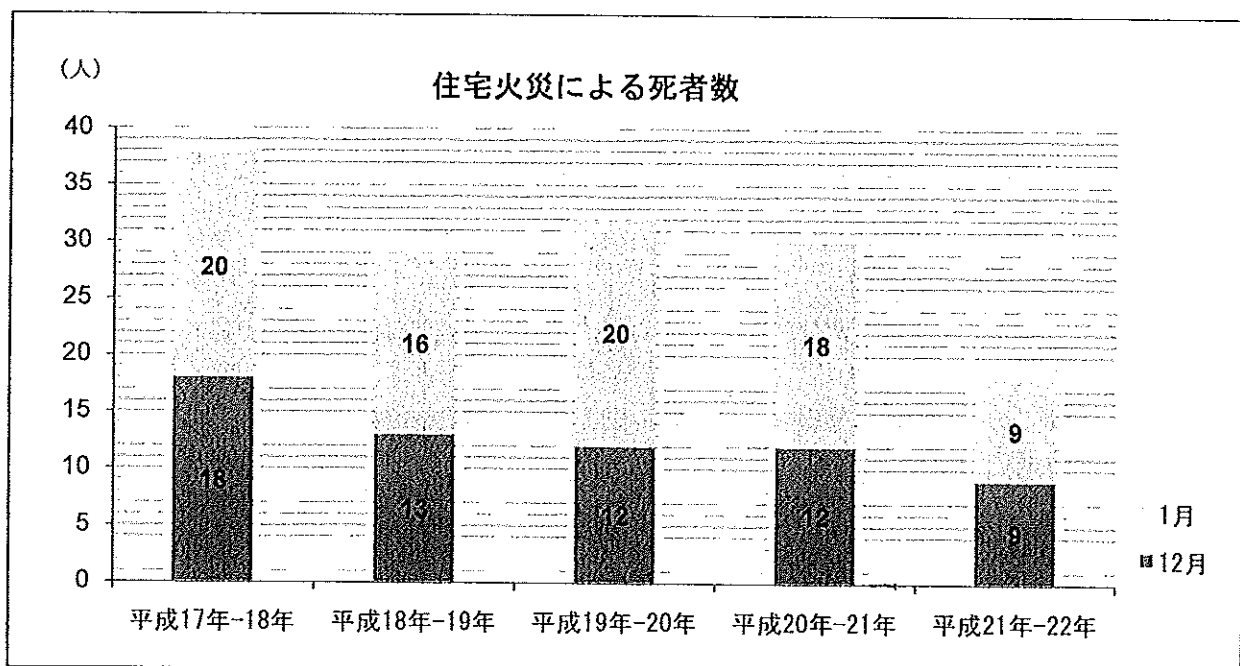 (人)
住宅火災による死者数
40
35
30
25
20
15
10
5
0
20
16
20
18
9
18
13
12
12
9
1月
12月
平成17年-18年
平成18年-19年
平成19年-20年
平成20年-21年
平成21年-22年